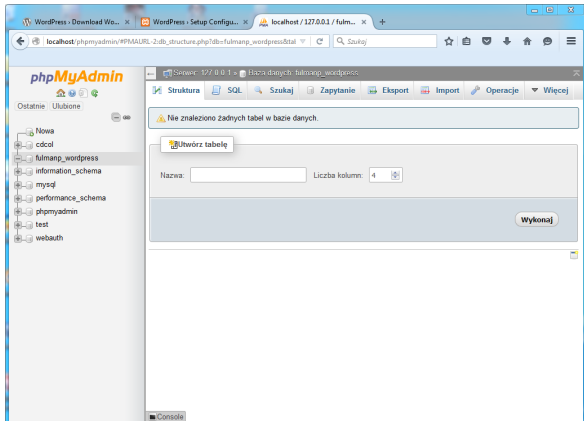 WordPress › Download Wo...
WordPress › Setup Configu...
localhost / 127.0.0.1 / fulm...
localhost/phpmyadmin/#PMAURL-2:db_structure.php?db=fulmanp_wordpress&tal
Szukaj
phpMyAdmin
Ostatnie Ulubione
Nowa
cdcol
fulmanp_wordpress
information_schema
mysql
performance_schema
phpmyadmin
test
webauth
Serwer: 127.0.0.1 » Baza danych: fulmanp_wordpress
Struktura SQL Szukaj Zapytanie Eksport Import Operacje Więcej
Nie znaleziono żadnych tabel w bazie danych.
Utwórz tabelę
Nazwa: Liczba kolumn: 4
Wykonaj
Console